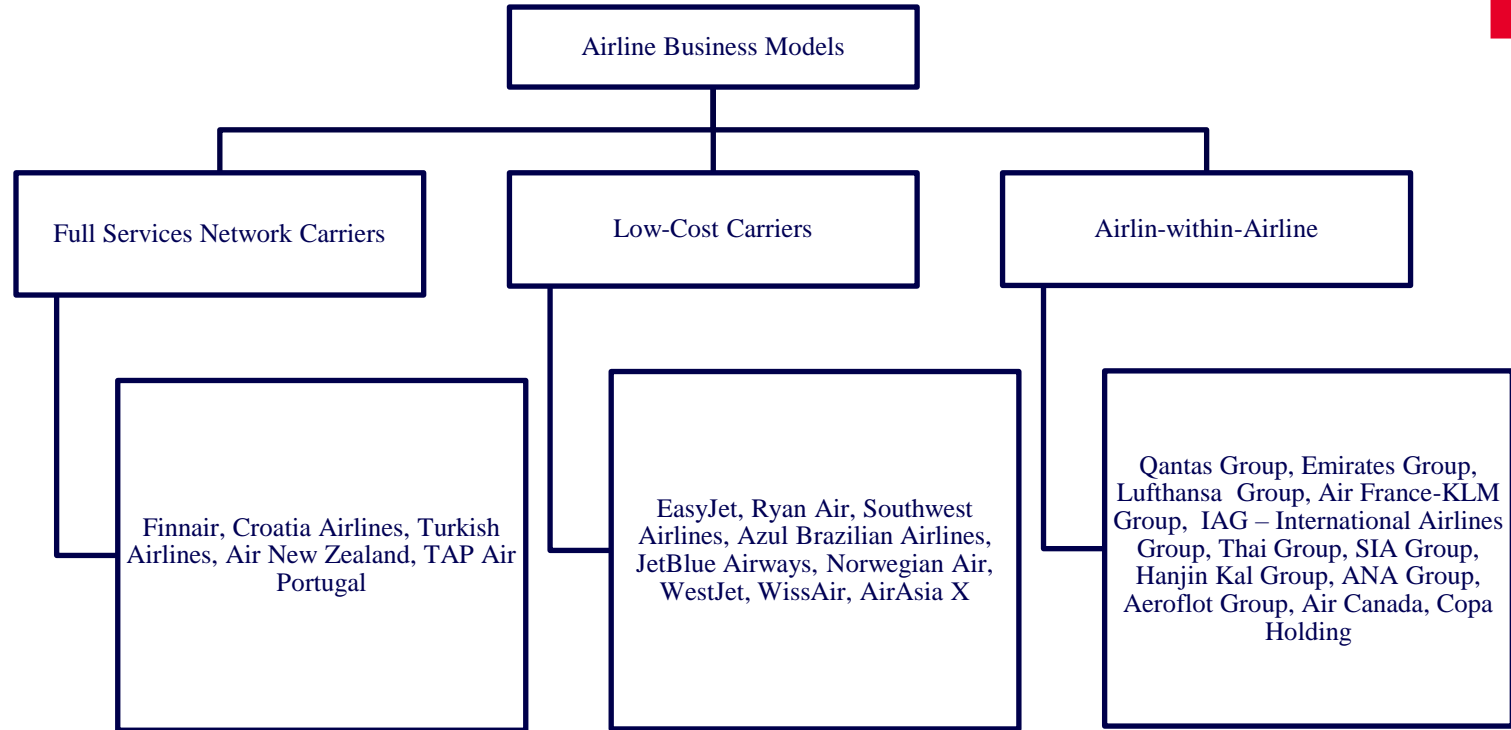 Airline Business Models
Full Services Network Carriers
Low-Cost Carriers
Airlin-within-Airline
Finnair, Croatia Airlines, Turkish
Airlines, Air New Zealand, TAP Air
Portugal
EasyJet, Ryan Air, Southwest
Airlines, Azul Brazilian Airlines,
JetBlue Airways, Norwegian Air,
WestJet, WissAir, AirAsia X
Qantas Group, Emirates Group,
Lufthansa Group, Air France-KLM
Group, IAG – International Airlines
Group, Thai Group, SIA Group,
Hanjin Kal Group, ANA Group,
Aeroflot Group, Air Canada, Copa
Holding